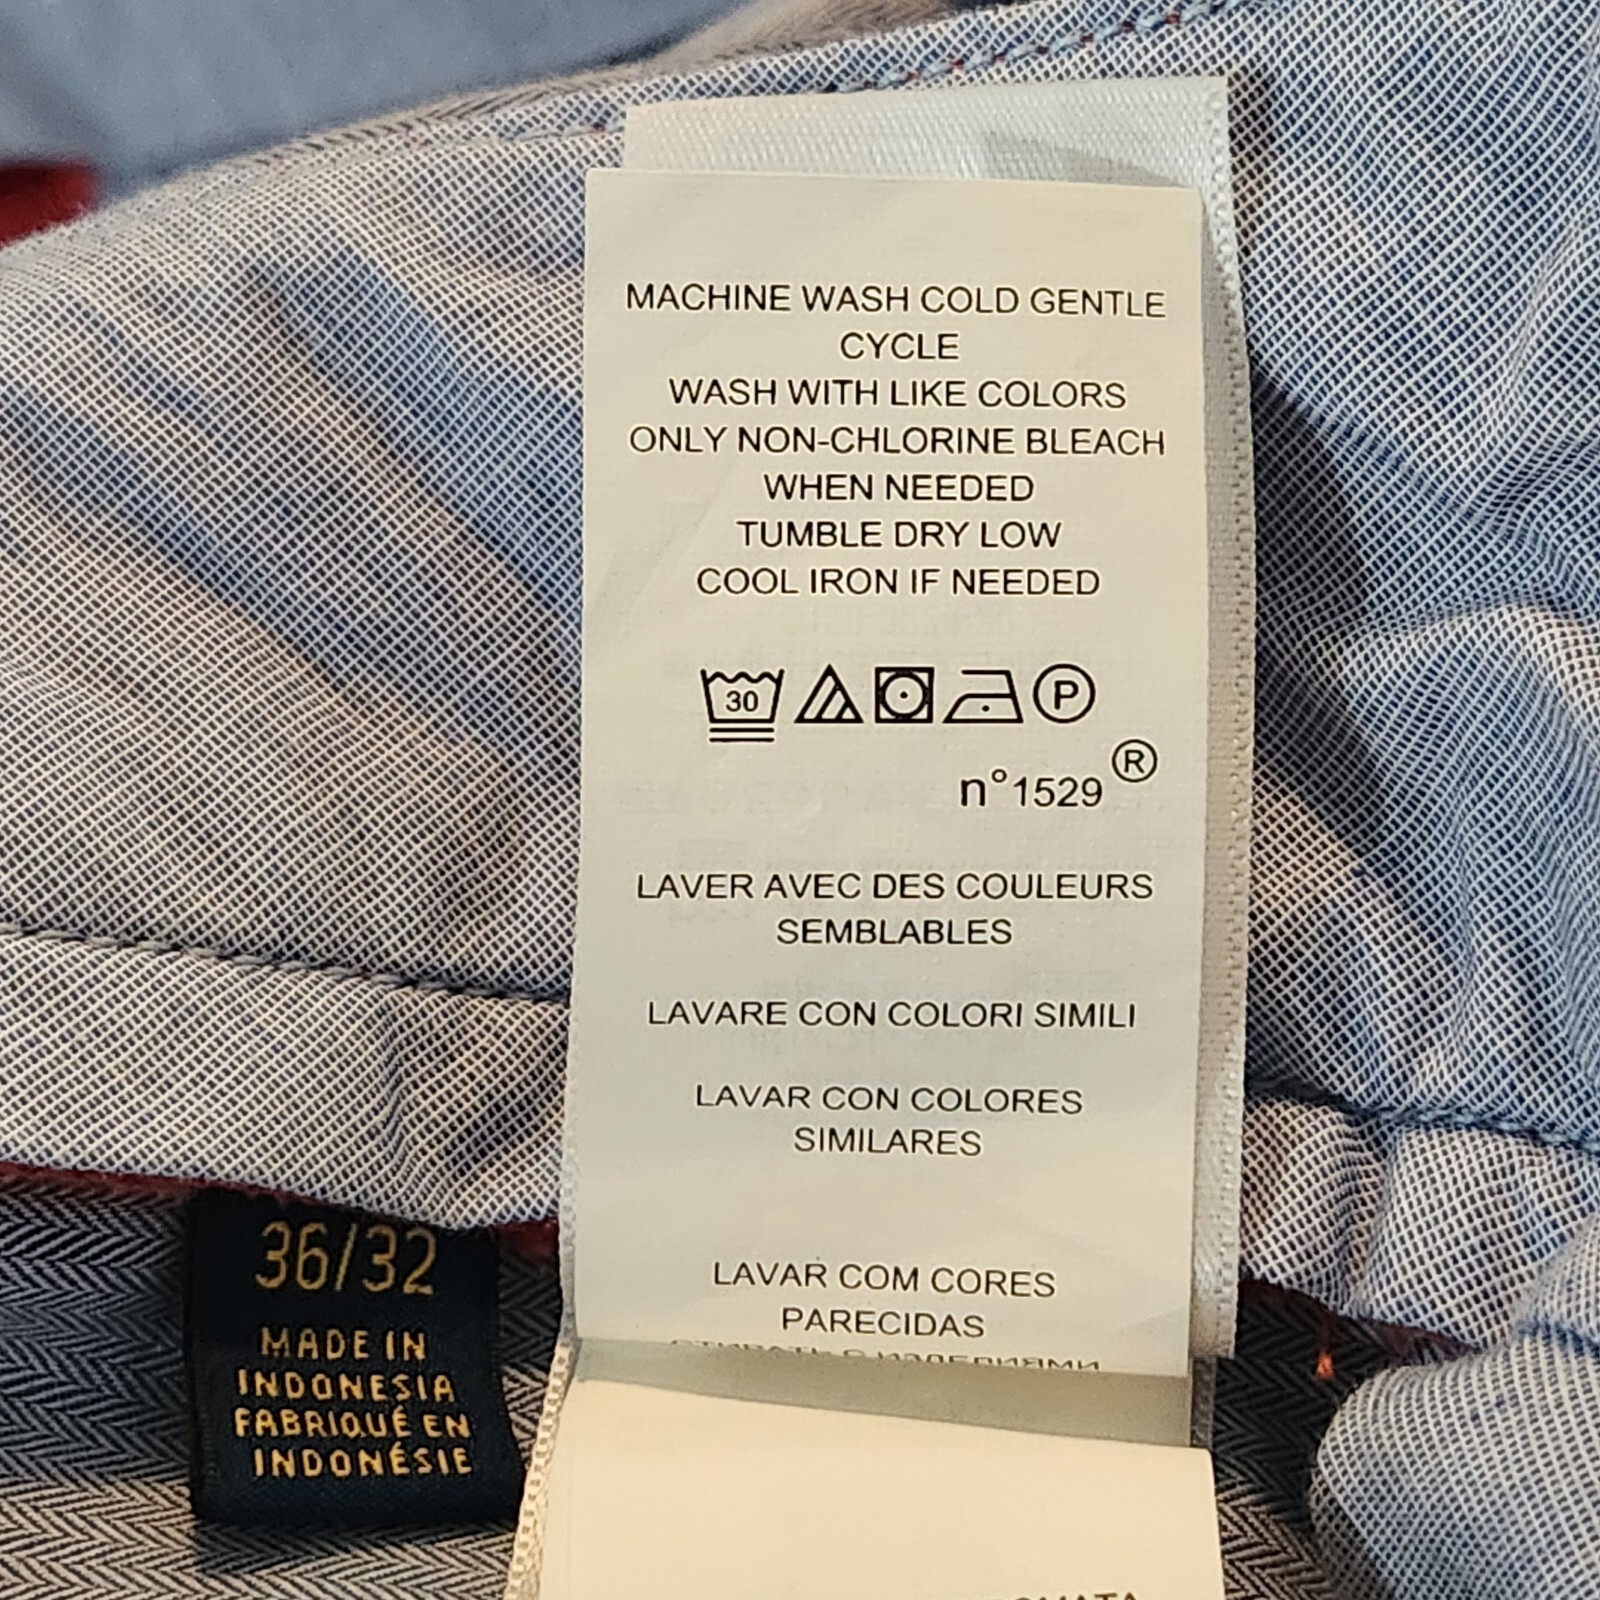 MACHINE WASH COLD GENTLE
CYCLE
WASH WITH LIKE COLORS
ONLY NON-CHLORINE BLEACH
WHEN NEEDED
TUMBLE DRY LOW
COOL IRON IF NEEDED
30 P
n°1529®
LAVER AVEC DES COULEURS
SEMBLABLES
LAVARE CON COLORI SIMILI
LAVAR CON COLORES
SIMILARES
LAVAR COM CORES
PARECIDAS
СТИРАТЬ С ИЗДЕЛИЯМИ
36/32
MADE IN
INDONESIA
FABRIQUÉ EN
INDONÉSIE